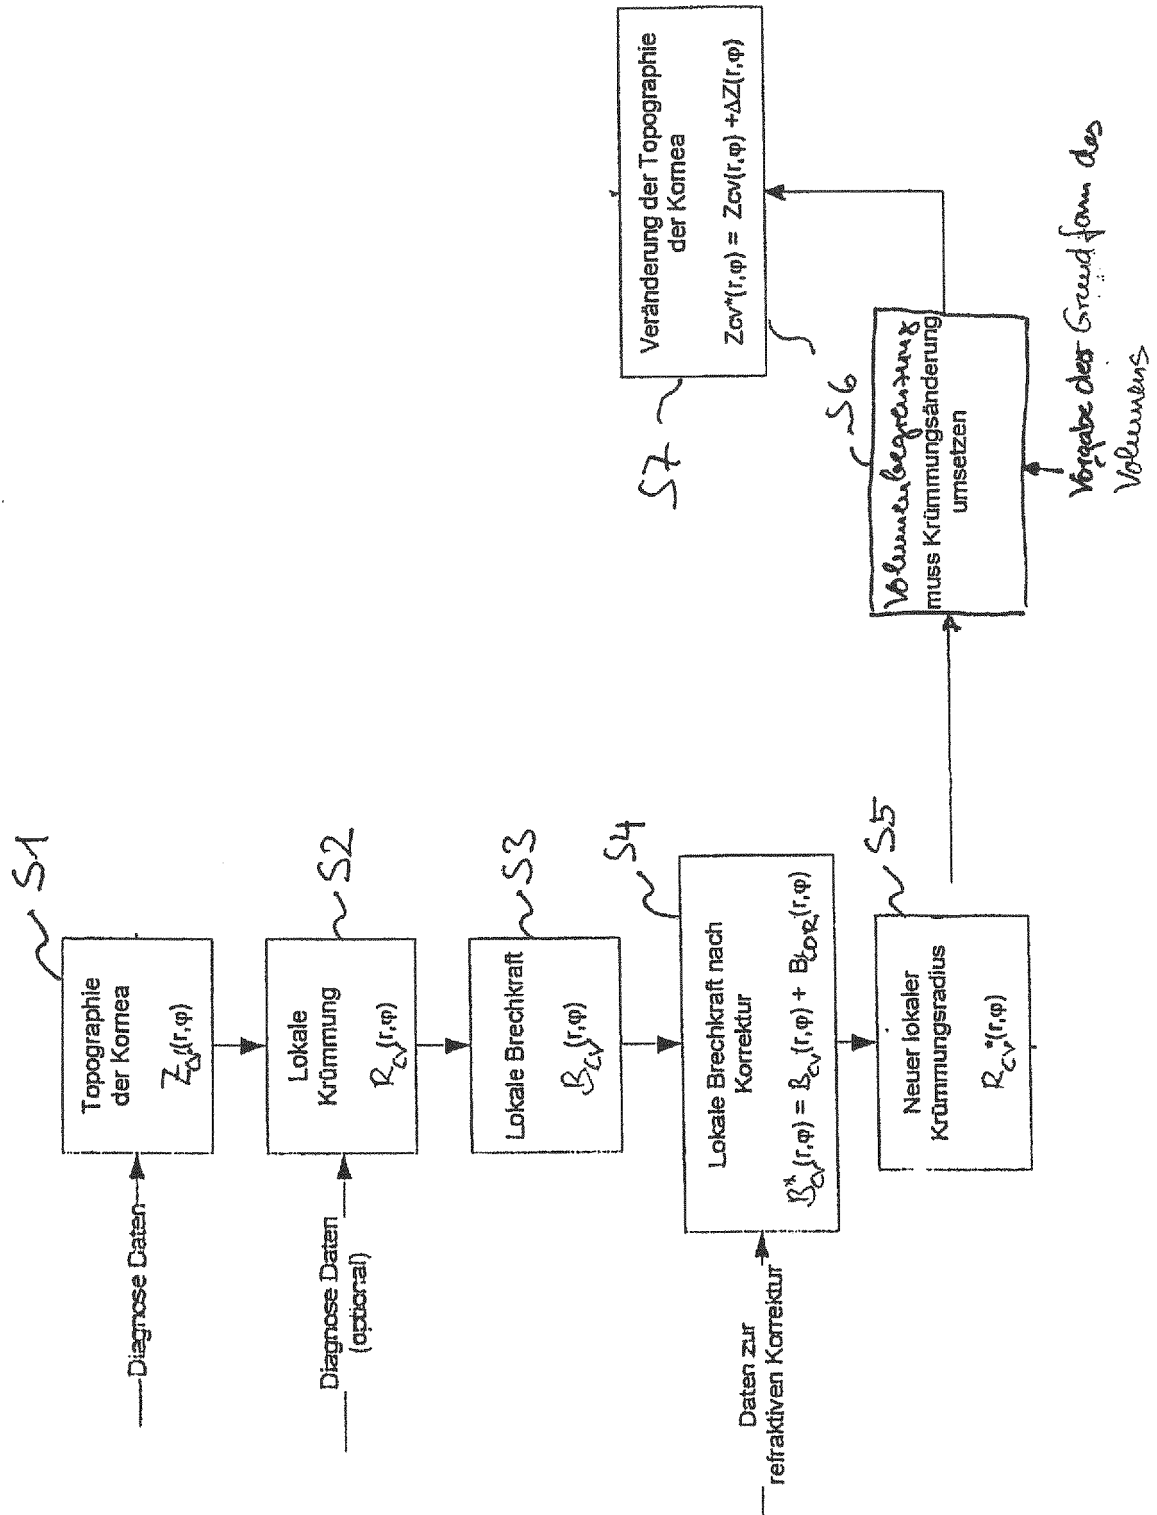 S1
Diagnose Daten
Topographie
der Kornea
Z_CV(r,φ)
S2
Diagnose Daten
(optional)
Lokale
Krümmung
R_CV(r,φ)
S3
Lokale Brechkraft
B_CV(r,φ)
S4
Daten zur
refraktiven Korrektur
Lokale Brechkraft nach
Korrektur
B*_CV(r,φ) = B_CV(r,φ) + B_COR(r,φ)
S5
Neuer lokaler
Krümmungsradius
R_CV*(r,φ)
S6
Volumenbegrenzung
muss Krümmungsänderung
umsetzen
Vorgabe der Grundform des
Volumens
S7
Veränderung der Topographie
der Kornea
Zcv*(r,φ) = Zcv(r,φ) +ΔZ(r,φ)